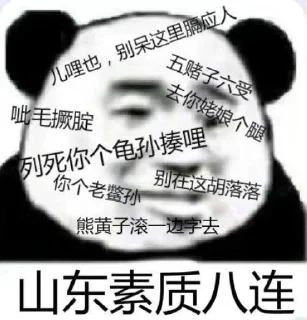 儿哩也，别呆这里膈应人
五赌子六受
去你姥娘个腿
呲毛撅腚
列死你个龟孙揍哩
你个老鳖孙
别在这胡落落
熊黄子滚一边字去
山东素质八连